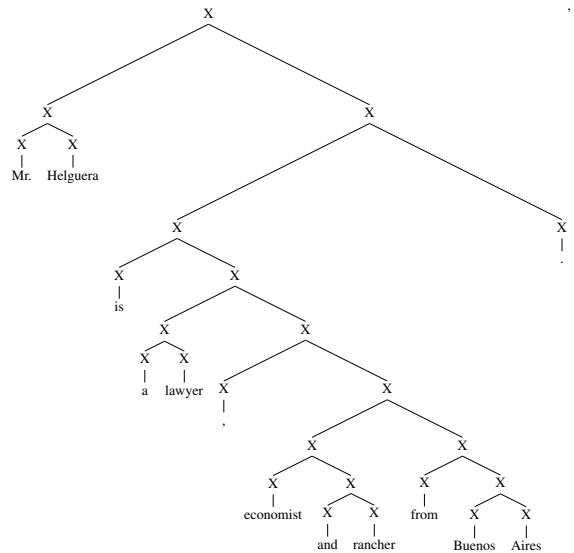 X ,
X X
X X
Mr. Helguera
X X
.
X X
is
X X
X X
X X
a lawyer
,
X X
X X X X
economist X X from X X
and rancher Buenos Aires